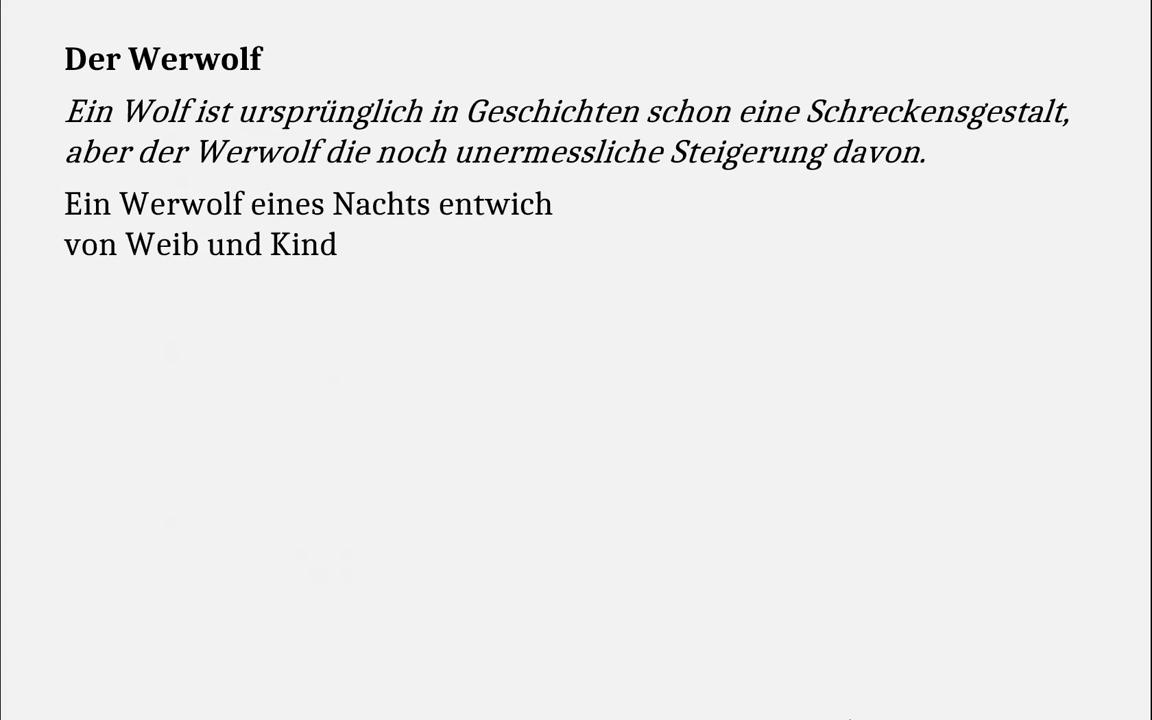 Der Werwolf
Ein Wolf ist ursprünglich in Geschichten schon eine Schreckensgestalt,
aber der Werwolf die noch unermessliche Steigerung davon.
Ein Werwolf eines Nachts entwich
von Weib und Kind